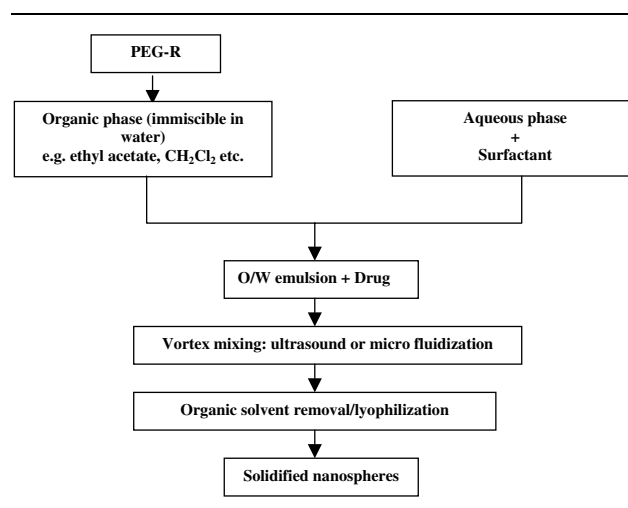 PEG-R
Organic phase (immiscible in
water)
e.g. ethyl acetate, CH₂Cl₂ etc.
Aqueous phase
+
Surfactant
O/W emulsion + Drug
Vortex mixing: ultrasound or micro fluidization
Organic solvent removal/lyophilization
Solidified nanospheres